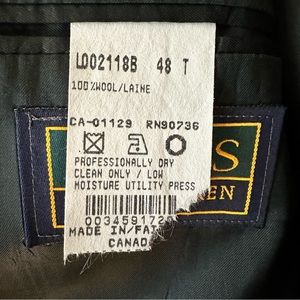 LD02118B 48 T
100%WOOL/LAINE
CA-01129 RN90736
PROFESSIONALLY DRY
CLEAN ONLY / LOW
MOISTURE UTILITY PRESS
MADE IN/FA
CANADA